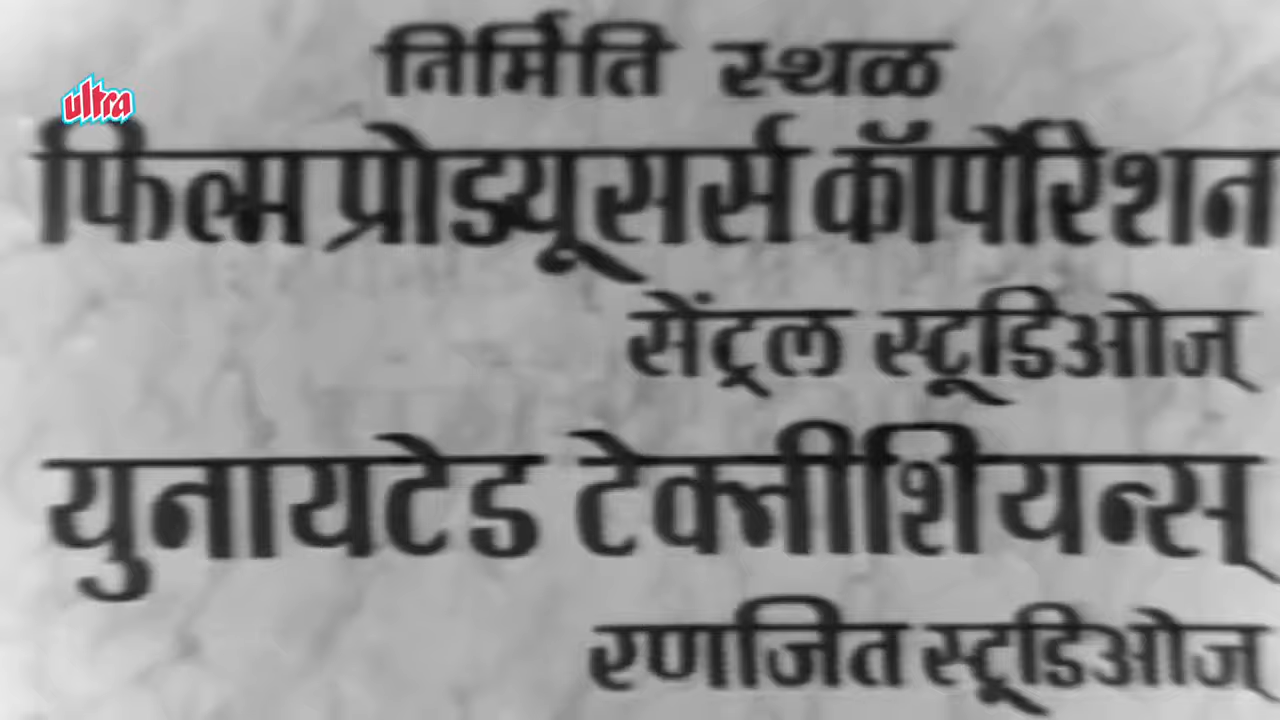 निर्मिति स्थळ
ultra
फिल्म प्रोड्यूसर्स कॉर्पोरेशन
सेंट्रल स्टूडिओज्
युनायटेड टेक्नीशियन्स्
रणजित स्टूडिओज्